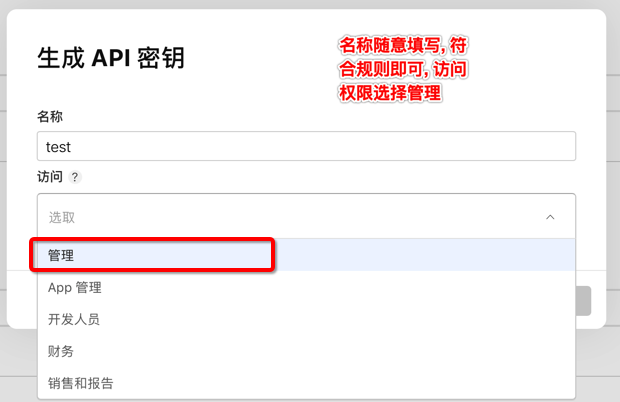 生成 API 密钥
名称随意填写, 符
合规则即可, 访问
权限选择管理
名称
test
访问 ?
选取
管理
App 管理
开发人员
财务
销售和报告